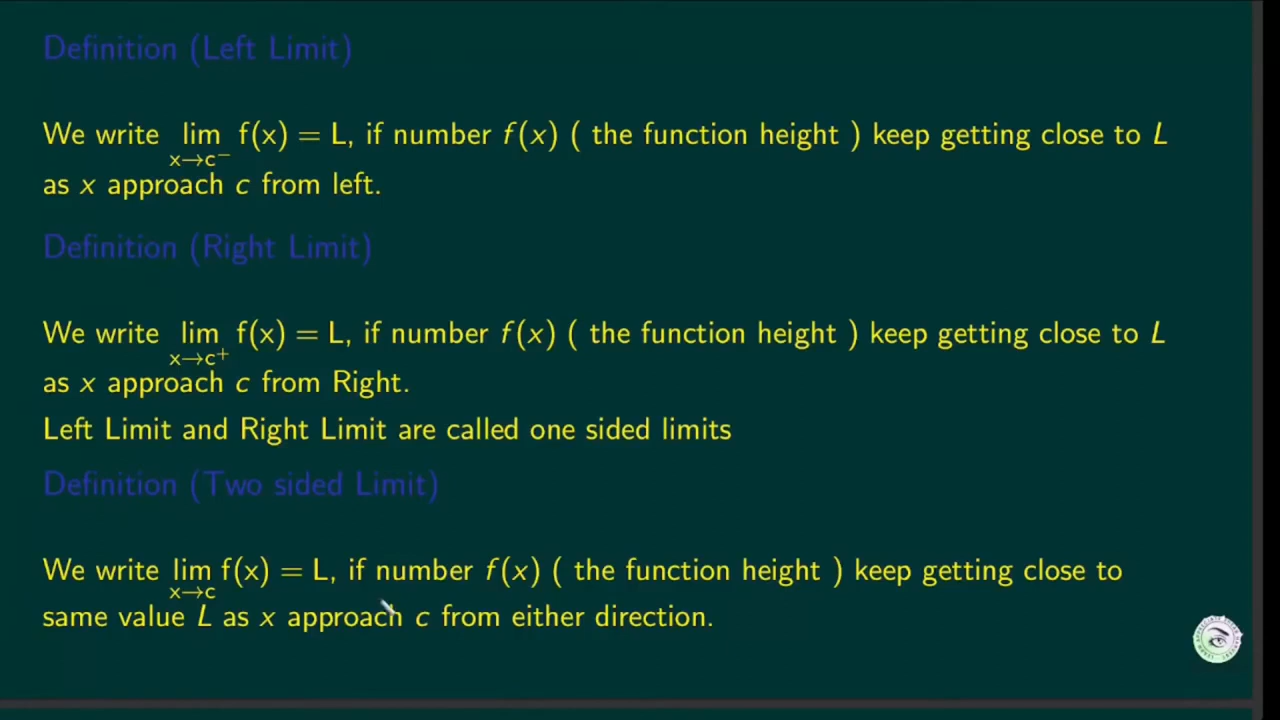 Definition (Left Limit)
We write lim f(x) = L, if number f(x) ( the function height ) keep getting close to L
x→c⁻
as x approach c from left.
Definition (Right Limit)
We write lim f(x) = L, if number f(x) ( the function height ) keep getting close to L
x→c⁺
as x approach c from Right.
Left Limit and Right Limit are called one sided limits
Definition (Two sided Limit)
We write lim f(x) = L, if number f(x) ( the function height ) keep getting close to
x→c
same value L as x approach c from either direction.